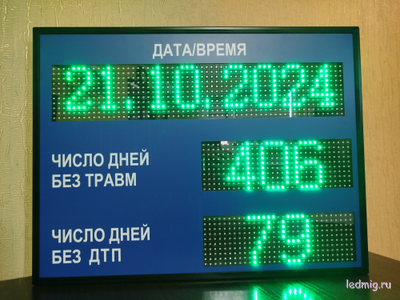 ДАТА/ВРЕМЯ
21.10.2024
ЧИСЛО ДНЕЙ
БЕЗ ТРАВМ
406
ЧИСЛО ДНЕЙ
БЕЗ ДТП
79
ledmig.ru